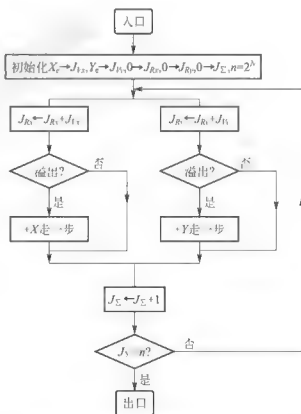 入口
初始化Xe→JVx,Ye→JVy,0→JRx,0→JRy,0→JΣ,n=2^N
JRx←JRx+JVx
JRy←JRy+JVy
溢出?
否
溢出?
否
是
是
+X走一步
+Y走一步
JΣ←JΣ+1
n?
否
是
出口